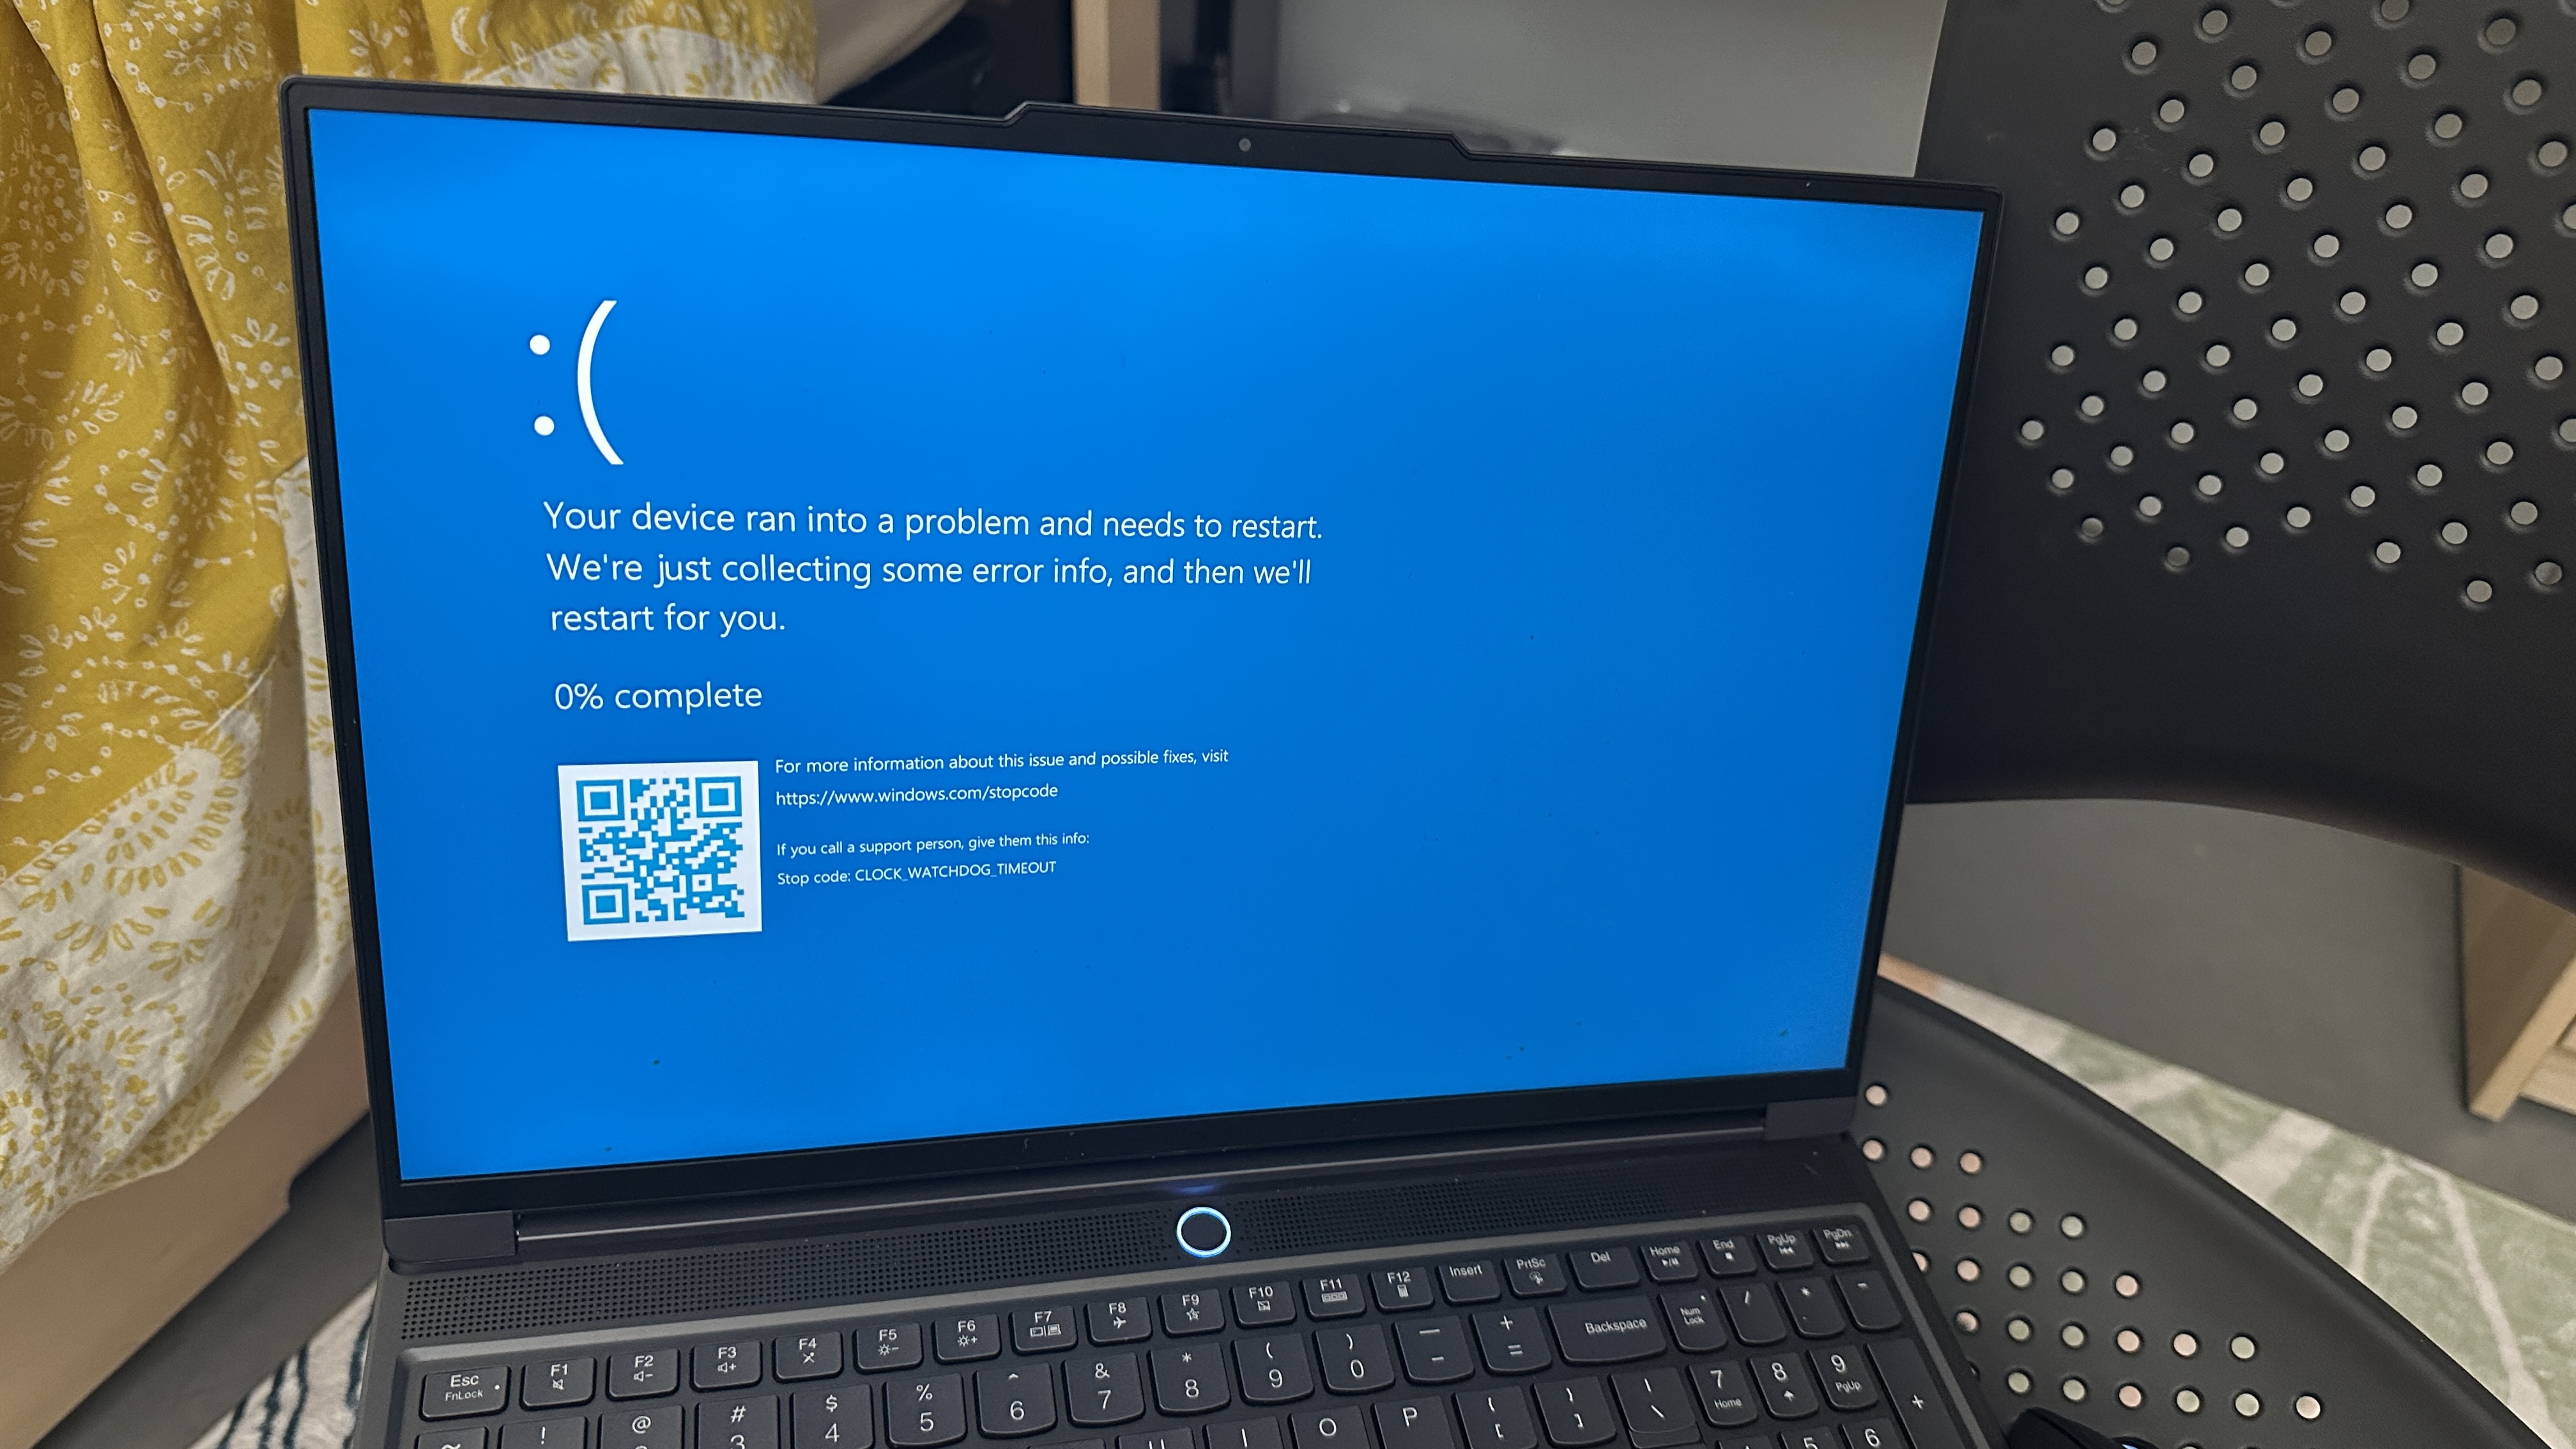 :(
Your device ran into a problem and needs to restart.
We're just collecting some error info, and then we'll
restart for you.
0% complete
For more information about this issue and possible fixes, visit
https://www.windows.com/stopcode
If you call a support person, give them this info:
Stop code: CLOCK_WATCHDOG_TIMEOUT
Esc F1 F2 F3 F4 F5 F6 F7 F8 F9 F10 F11 F12 Insert PrtSc Del Home End PgUp PgDn
FnLock
! @ # $ % ^ & * ( ) — + Backspace Num Lock / * -
3 4 5 6 7 8 9 0 - = 7 Home 8 9 PgUp +
I O P [ ] \ 5 6